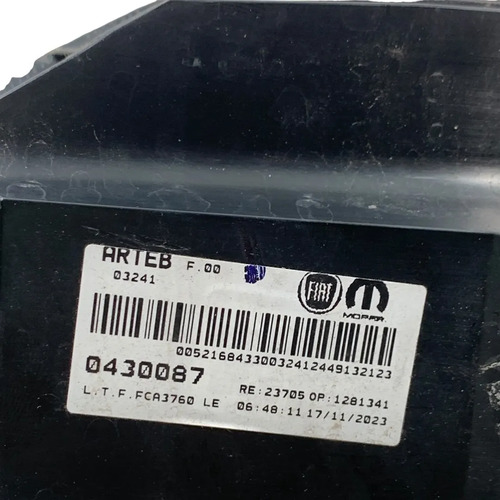 ARTEB F.00
03241
FIAT
MOPAR
00521684330032412449132123
0430087
RE:23705 OP:1281341
L.T.F.FCA3760 LE 06:48:11 17/11/2023